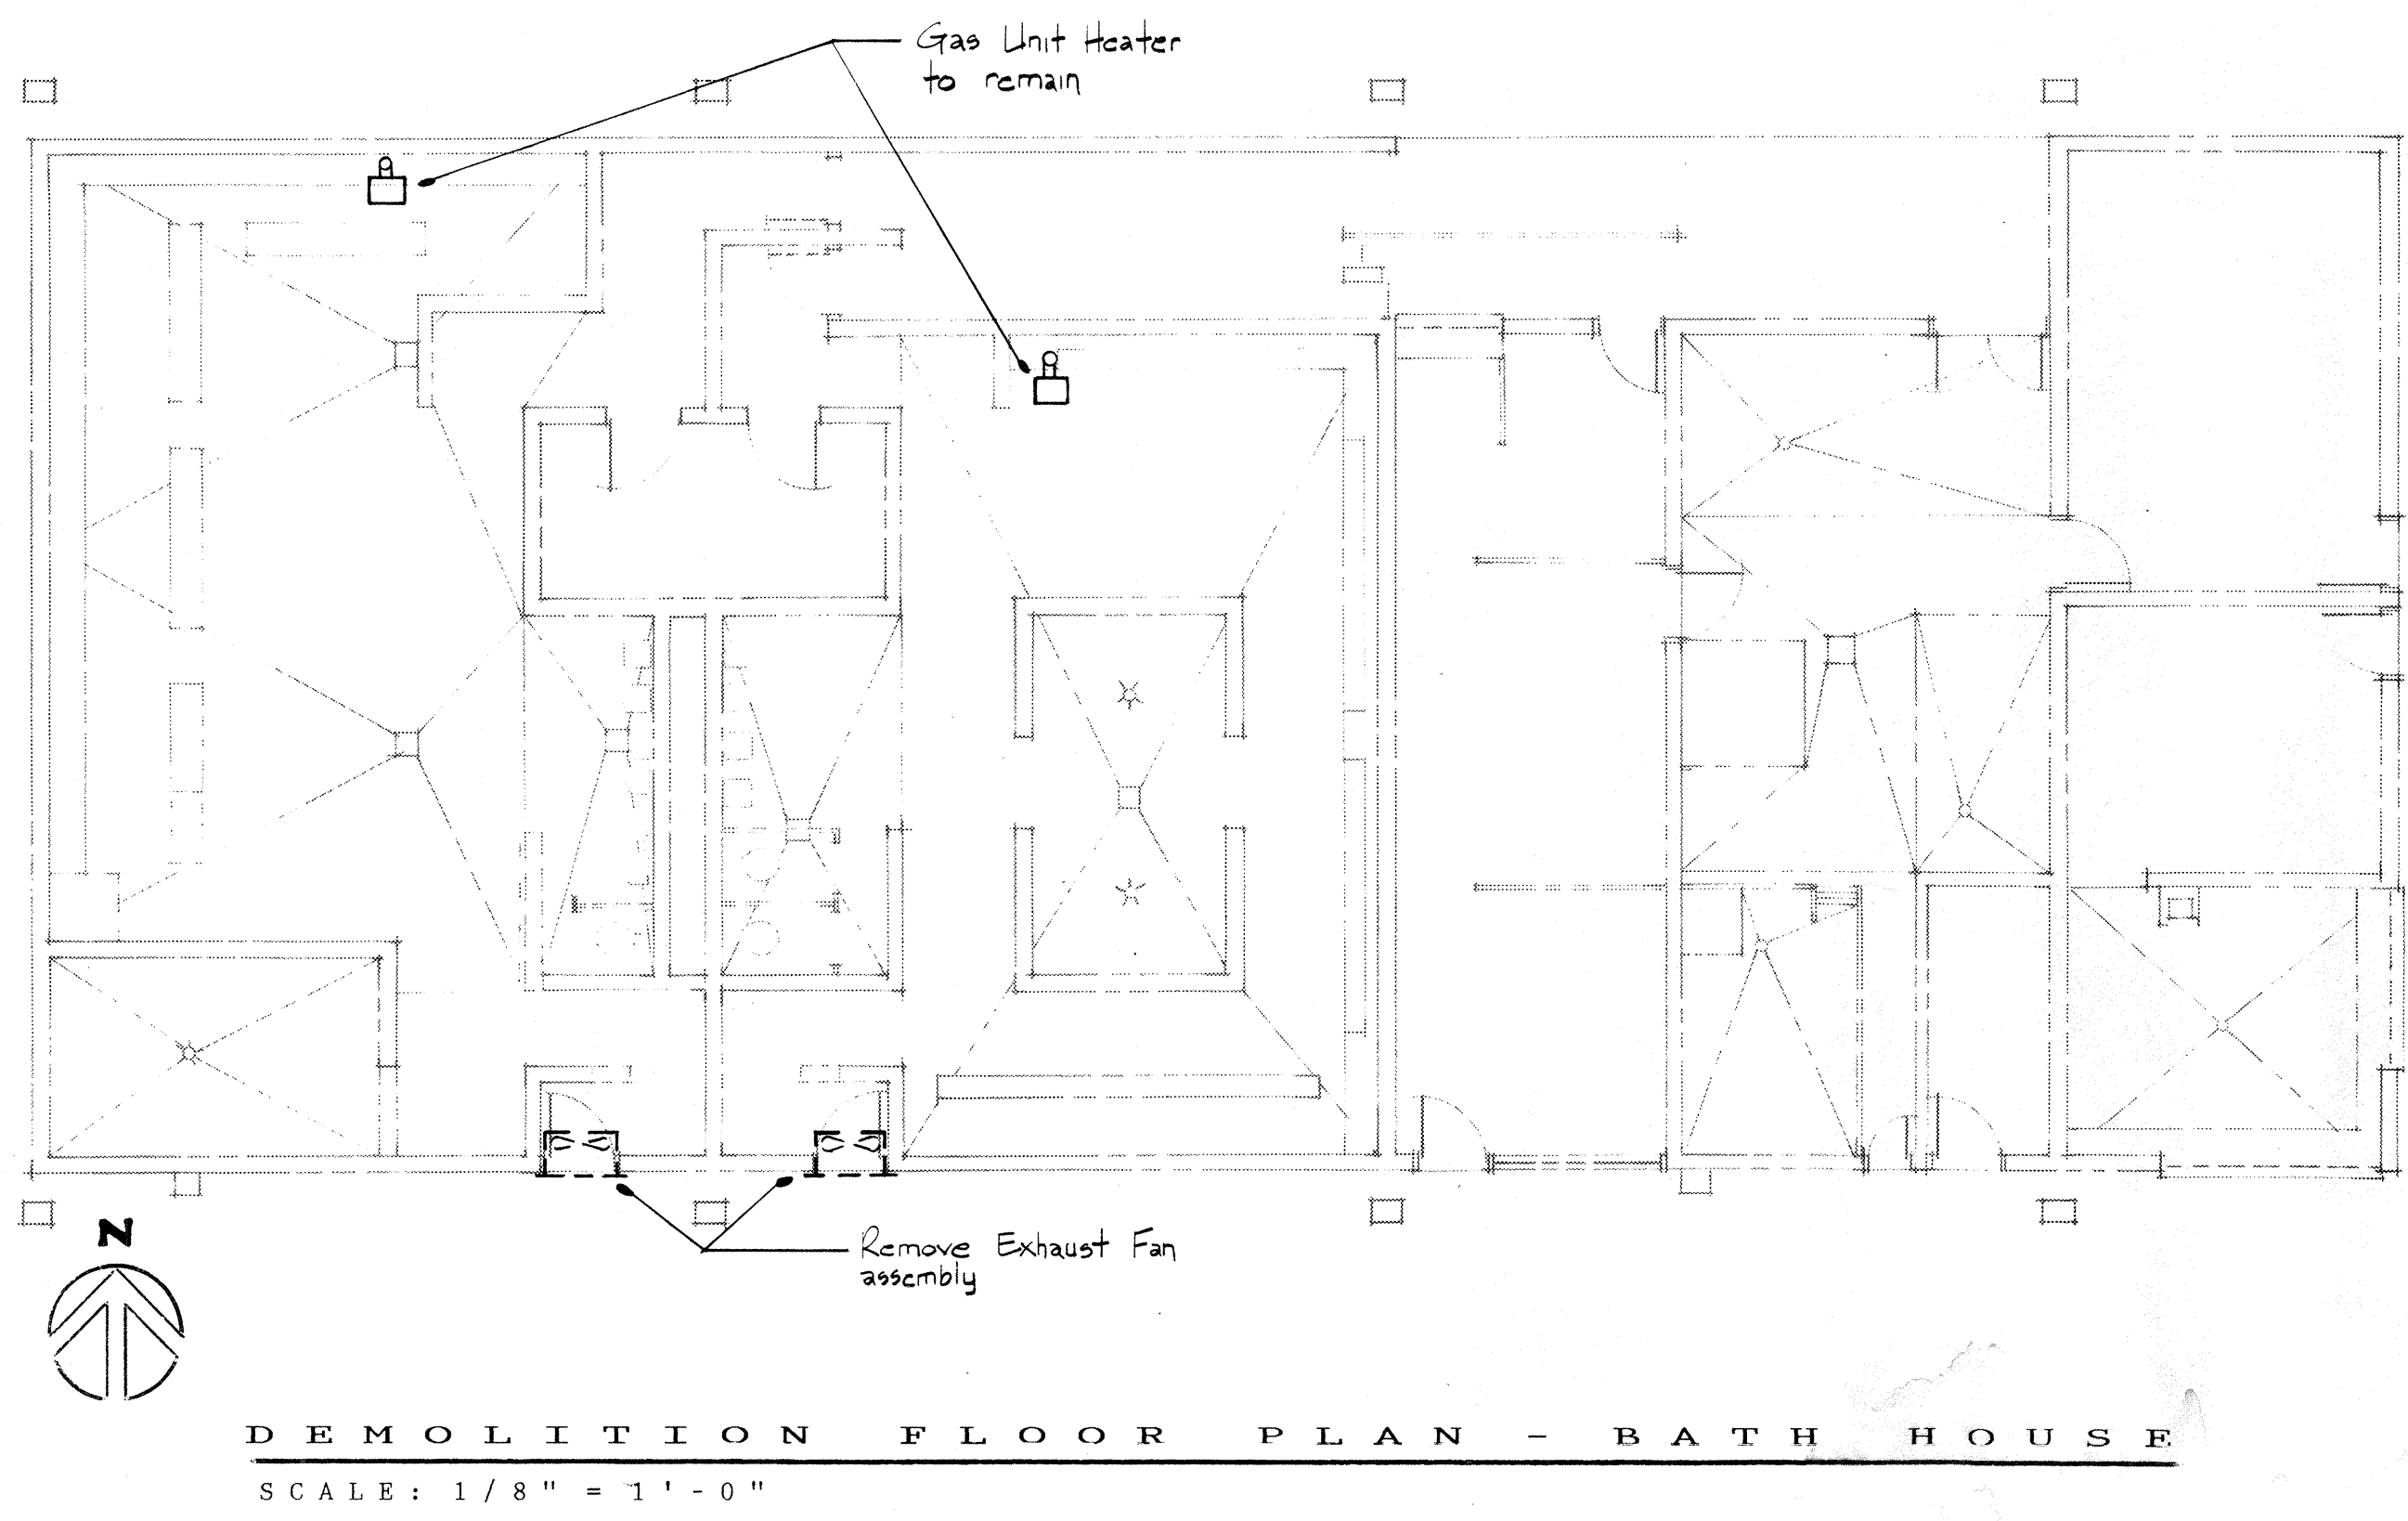 Gas Unit Heater
to remain
Remove Exhaust Fan
assembly
N
DEMOLITION FLOOR PLAN - BATH HOUSE
SCALE: 1/8" = 1'-0"